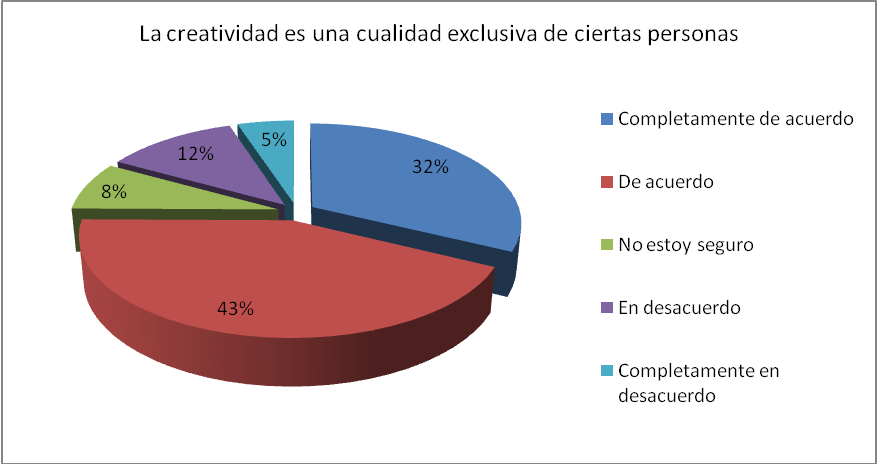 La creatividad es una cualidad exclusiva de ciertas personas
5%
12%
32%
8%
43%
Completamente de acuerdo
De acuerdo
No estoy seguro
En desacuerdo
Completamente en
desacuerdo